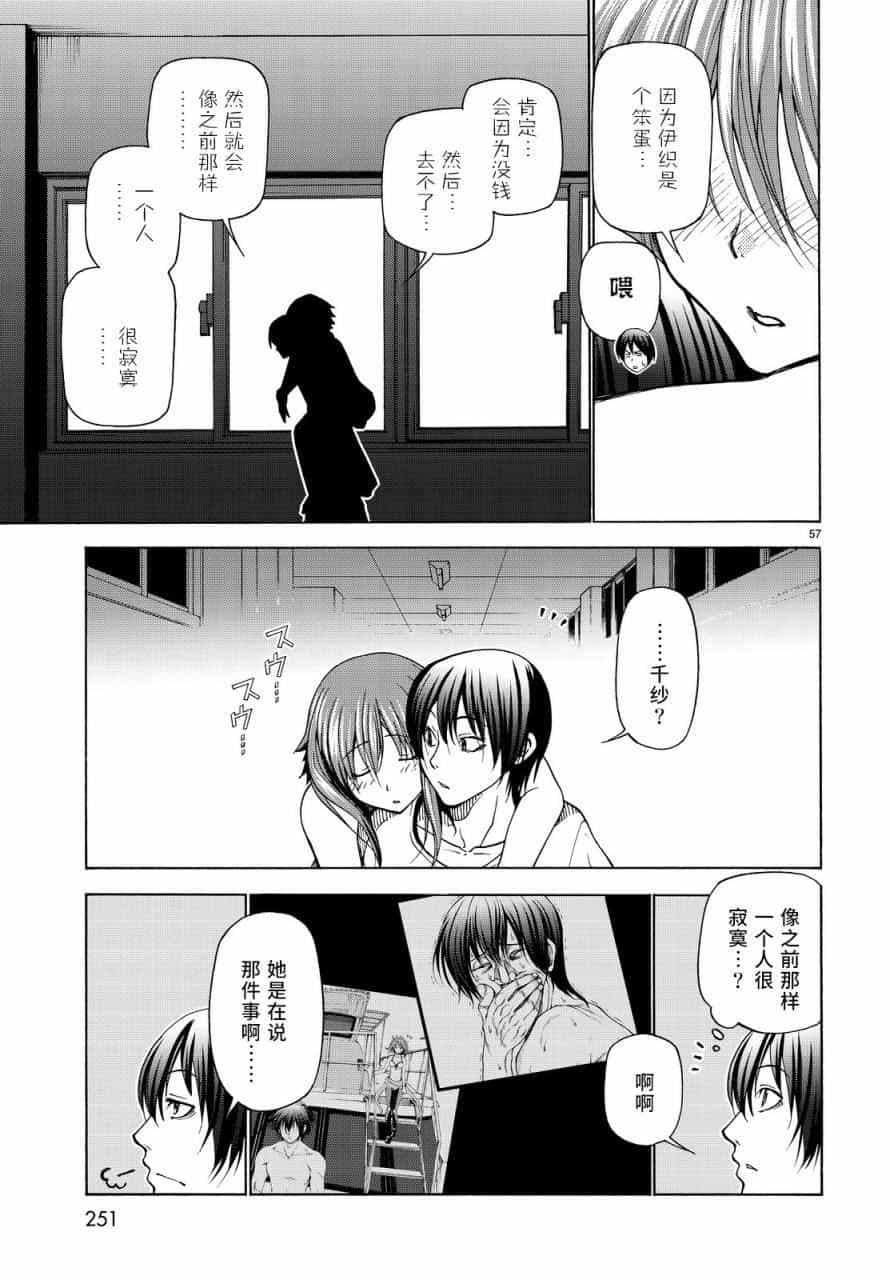 因为伊织是
个笨蛋…
喂
肯定…
会因为没钱
然后…
去不了…
然后就会
像之前那样
……
一个人
……
很寂寞
……
57
……千纱？
スウ…
スウ…
像之前那样
一个人很
寂寞…？
啊啊
她是在说
那件事啊……
251